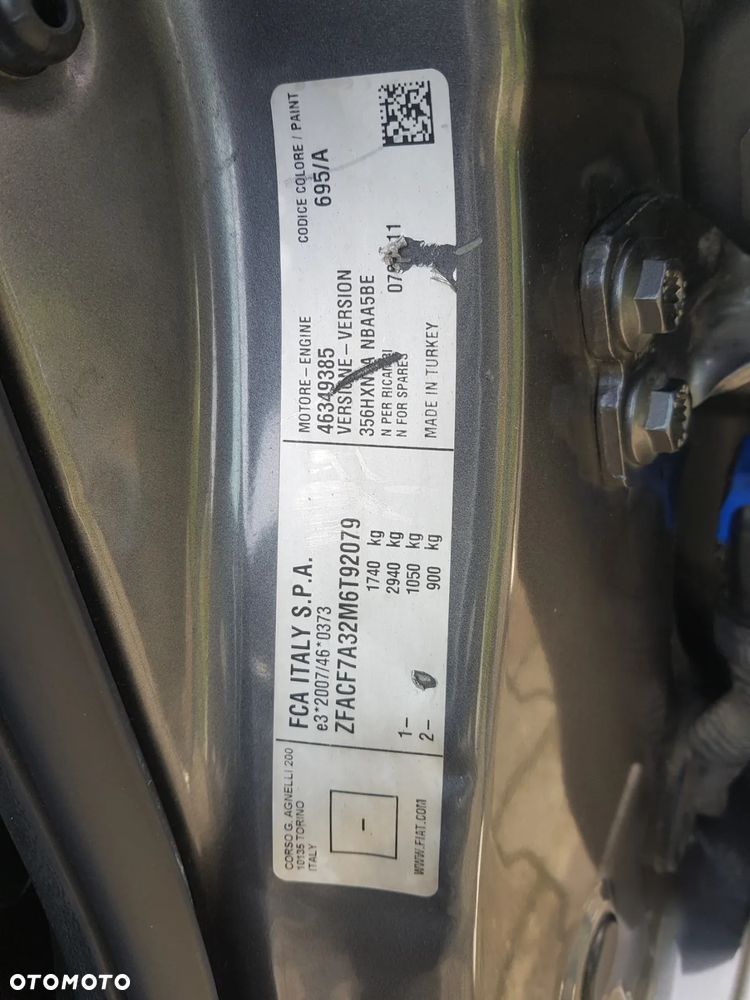 CORSO G. AGNELLI 200
10135 TORINO
ITALY
-
WWW.FIAT.COM
FCA ITALY S.P.A.
e3*2007/46*0373
ZFACF7A32M6T92079
1740 kg
2940 kg
1- 1050 kg
2- 900 kg
MOTORE-ENGINE
46349385
VERSIONE-VERSION
NBAA5BE
N PER RICAMBI
N FOR SPARES
MADE IN TURKEY
CODICE COLORE / PAINT
695/A
OTOMOTO